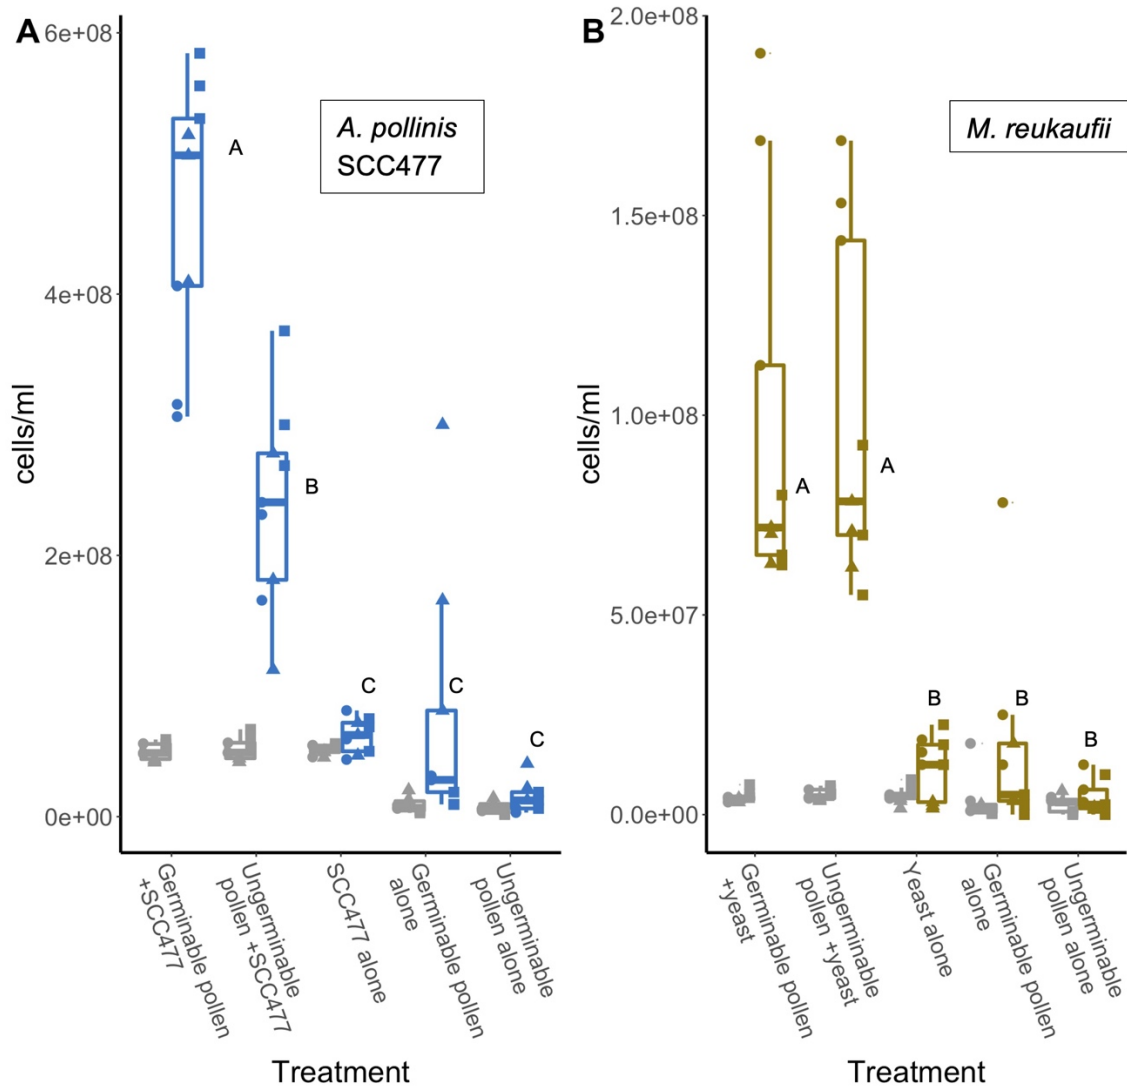 A
6e+08
4e+08
2e+08
0e+00
cells/ml
A. pollinis
SCC477
A
B
C
C
C
Germinable pollen
+SCC477
Ungerminable
pollen +SCC477
SCC477 alone
Germinable pollen
alone
Ungerminable
pollen alone
Treatment
B
2.0e+08
1.5e+08
1.0e+08
5.0e+07
0.0e+00
cells/ml
M. reukaufii
A
A
B
B
B
Germinable pollen
+yeast
Ungerminable
pollen +yeast
Yeast alone
Germinable pollen
alone
Ungerminable
pollen alone
Treatment